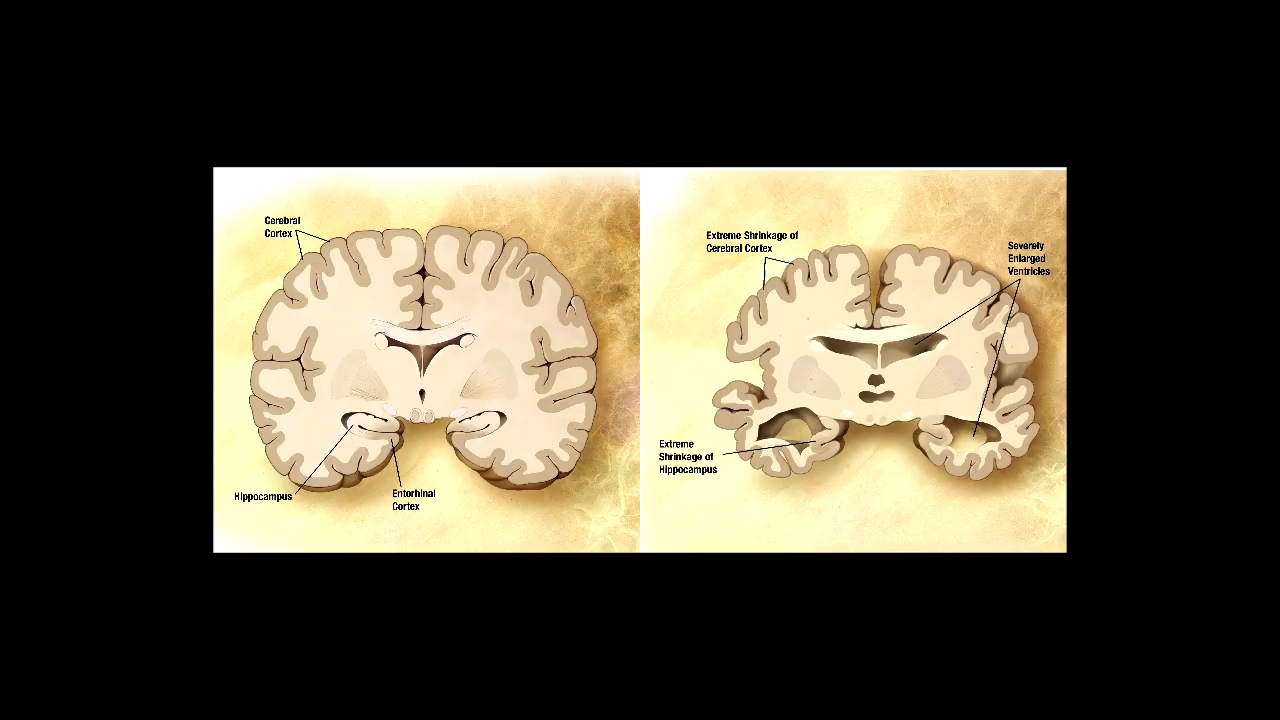 Cerebral
Cortex
Hippocampus
Entorhinal
Cortex
Extreme Shrinkage of
Cerebral Cortex
Severely
Enlarged
Ventricles
Extreme
Shrinkage of
Hippocampus